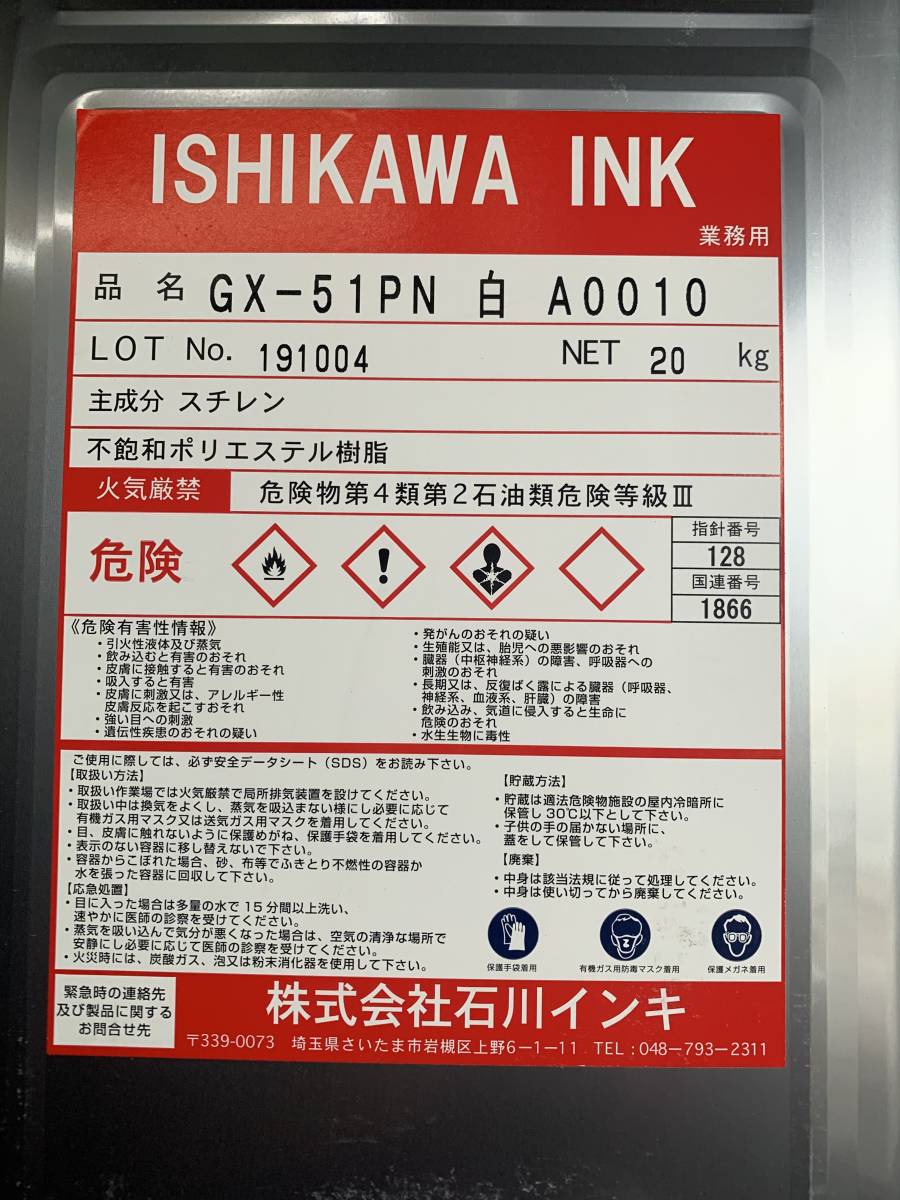 ISHIKAWA INK
業務用
品 名 GX-51PN 白 A0010
LOT No. 191004 NET 20 kg
主成分 スチレン
不飽和ポリエステル樹脂
火気厳禁 危険物第4類第2石油類危険等級Ⅲ
危険
指針番号
128
国連番号
1866
《危険有害性情報》
・引火性液体及び蒸気
・飲み込むと有害のおそれ
・皮膚に接触すると有害のおそれ
・吸入すると有害
・皮膚に刺激又は、アレルギー性
皮膚反応を起こすおそれ
・強い目への刺激
・遺伝性疾患のおそれの疑い
・発がんのおそれの疑い
・生殖能又は、胎児への悪影響のおそれ
・臓器（中枢神経系）の障害、呼吸器への
刺激のおそれ
・長期又は、反復ばく露による臓器（呼吸器、
神経系、血液系、肝臓）の障害
・飲み込み、気道に侵入すると生命に
危険のおそれ
・水生生物に毒性
ご使用に際しては、必ず安全データシート（SDS）をお読み下さい。
【取扱い方法】
・取扱い作業場では火気厳禁で局所排気装置を設けてください。
・取扱い中は換気をよくし、蒸気を吸込まない様にし必要に応じて
有機ガス用マスク又は送気ガス用マスクを着用してください。
・目、皮膚に触れないように保護めがね、保護手袋を着用してください。
・表示のない容器に移し替えないで下さい。
・容器からこぼれた場合、砂、布等でふきとり不燃性の容器か
水を張った容器に回収して下さい。
【応急処置】
・目に入った場合は多量の水で15分間以上洗い、
速やかに医師の診察を受けてください。
・蒸気を吸い込んで気分が悪くなった場合は、空気の清浄な場所で
安静にし必要に応じて医師の診察を受けてください。
・火災時には、炭酸ガス、泡又は粉末消化器を使用して下さい。
【貯蔵方法】
・貯蔵は適法危険物施設の屋内冷暗所に
保管し30℃以下として下さい。
・子供の手の届かない場所に、
蓋をして保管して下さい。
【廃棄】
・中身は該当法規に従って処理してください。
・中身は使い切ってから廃棄してください。
保護手袋着用
有機ガス用防毒マスク着用
保護メガネ着用
緊急時の連絡先
及び製品に関する
お問合せ先
株式会社石川インキ
〒339-0073 埼玉県さいたま市岩槻区上野6-1-11 TEL：048-793-2311